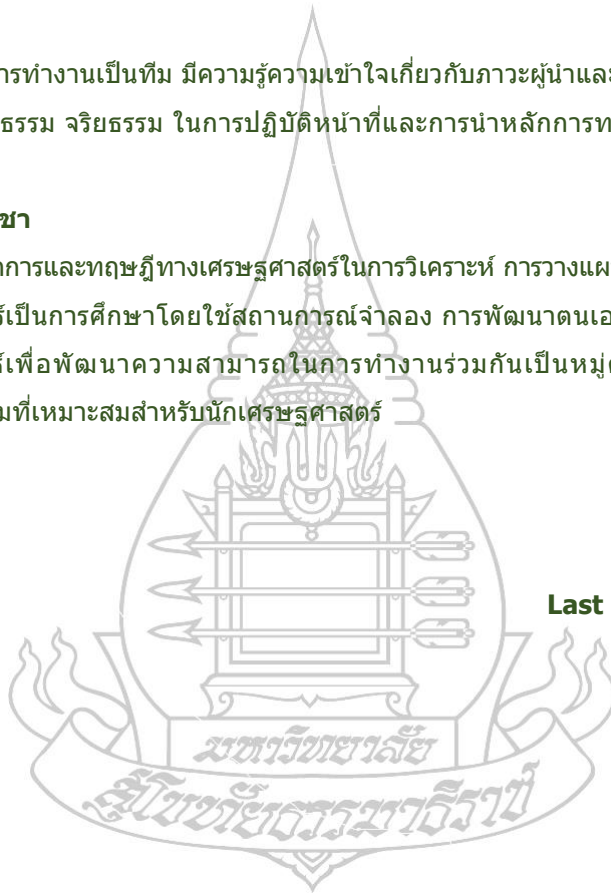 ารทำงานเป็นทีม มีความรู้ความเข้าใจเกี่ยวกับภาวะผู้นำและ
ธรรม จริยธรรม ในการปฏิบัติหน้าที่และการนำหลักการท
ชา
การและทฤษฎีทางเศรษฐศาสตร์ในการวิเคราะห์ การวางแผ
ร์เป็นการศึกษาโดยใช้สถานการณ์จำลอง การพัฒนาตนเอ
เพื่อพัฒนาความสามารถในการทำงานร่วมกันเป็นหมู่
มที่เหมาะสมสำหรับนักเศรษฐศาสตร์
Last
มหาวิทยาลัย
สุโขทัยธรรมาธิราช